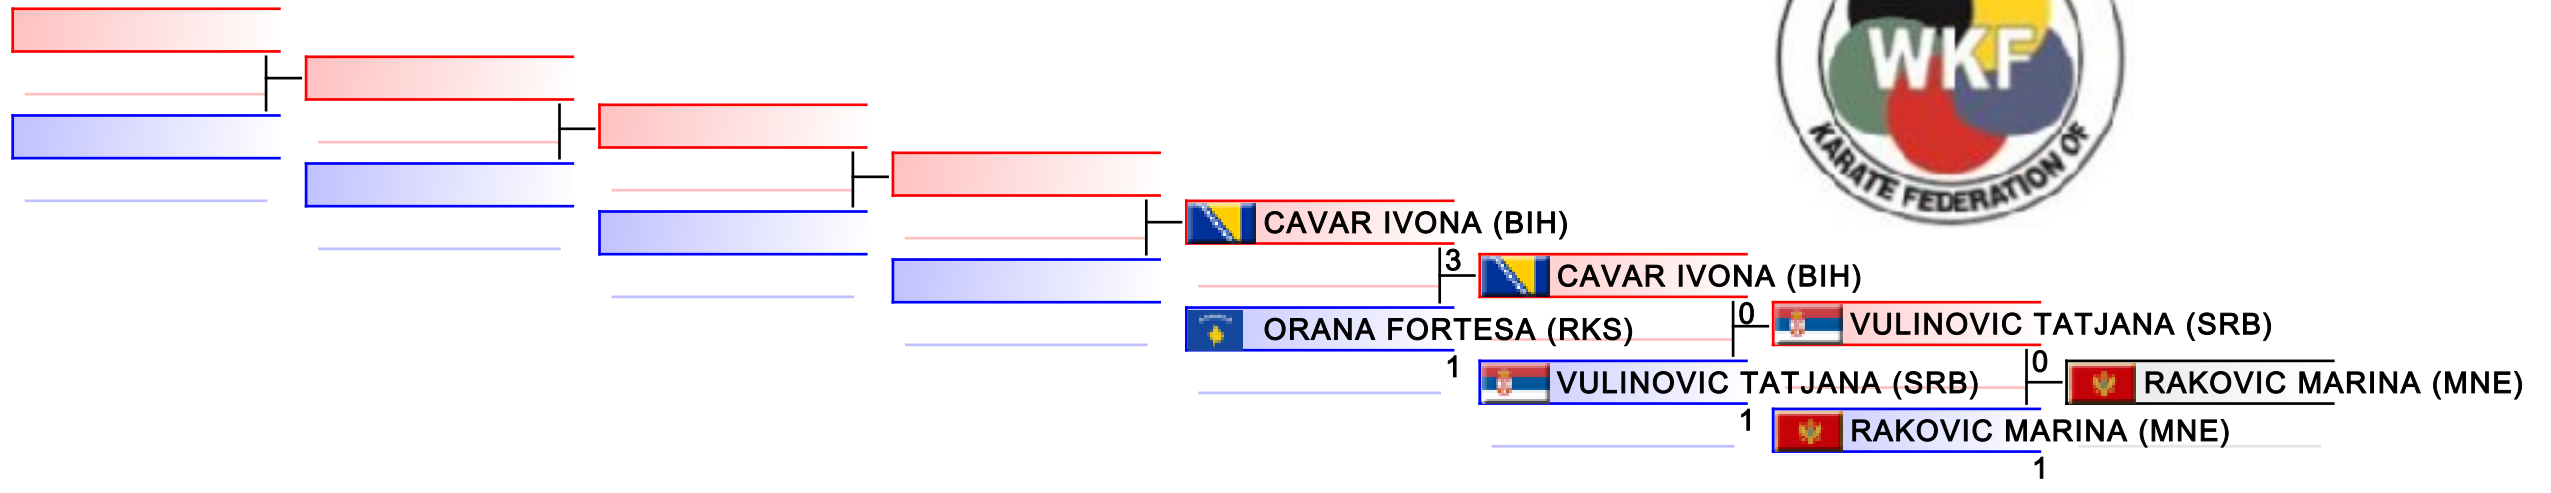 WKF
KARATE FEDERATION OF
CAVAR IVONA (BIH)
3
CAVAR IVONA (BIH)
ORANA FORTESA (RKS)
1
0
VULINOVIC TATJANA (SRB)
VULINOVIC TATJANA (SRB)
1
0
RAKOVIC MARINA (MNE)
RAKOVIC MARINA (MNE)
1